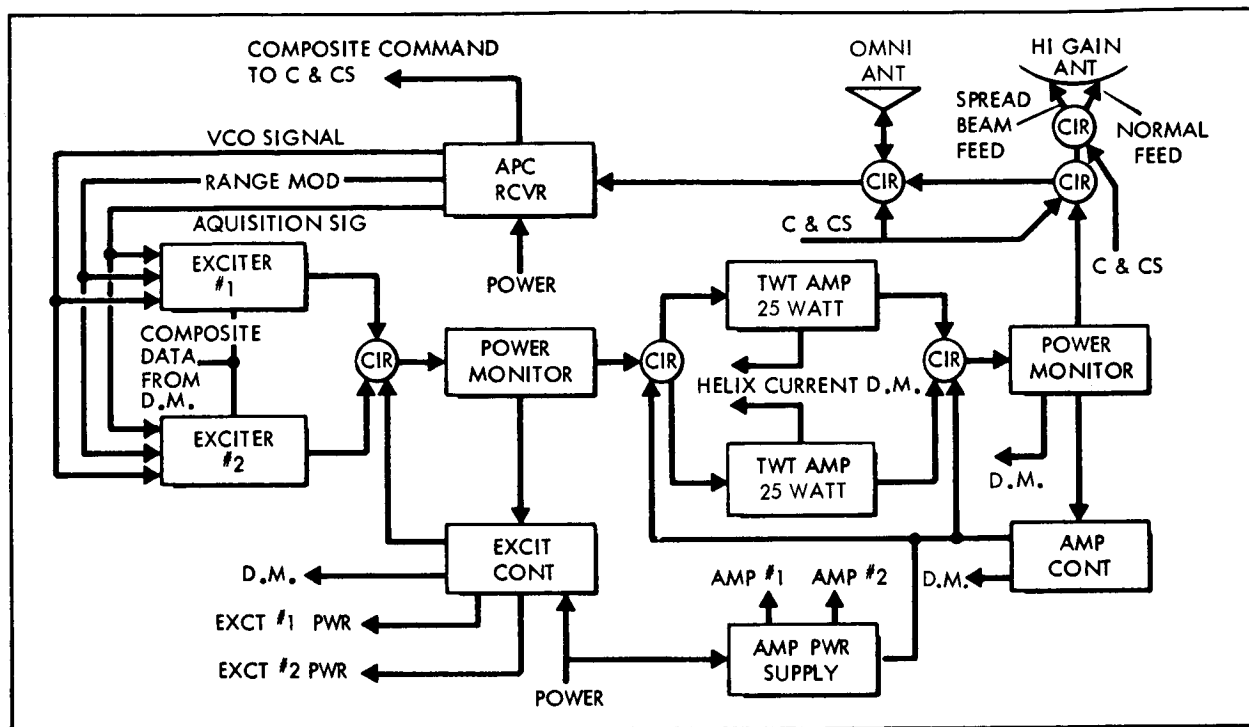 COMPOSITE COMMAND
TO C & CS
OMNI
ANT
HI GAIN
ANT
SPREAD
BEAM
FEED
CIR
NORMAL
FEED
VCO SIGNAL
RANGE MOD
AQUISITION SIG
APC
RCVR
CIR
CIR
C & CS
C & CS
POWER
EXCITER
#1
COMPOSITE
DATA
FROM
D.M.
EXCITER
#2
CIR
POWER
MONITOR
CIR
TWT AMP
25 WATT
HELIX CURRENT D.M.
TWT AMP
25 WATT
CIR
POWER
MONITOR
D.M.
EXCIT
CONT
D.M.
EXCT #1 PWR
EXCT #2 PWR
POWER
AMP #1
AMP #2
AMP PWR
SUPPLY
AMP
CONT
D.M.